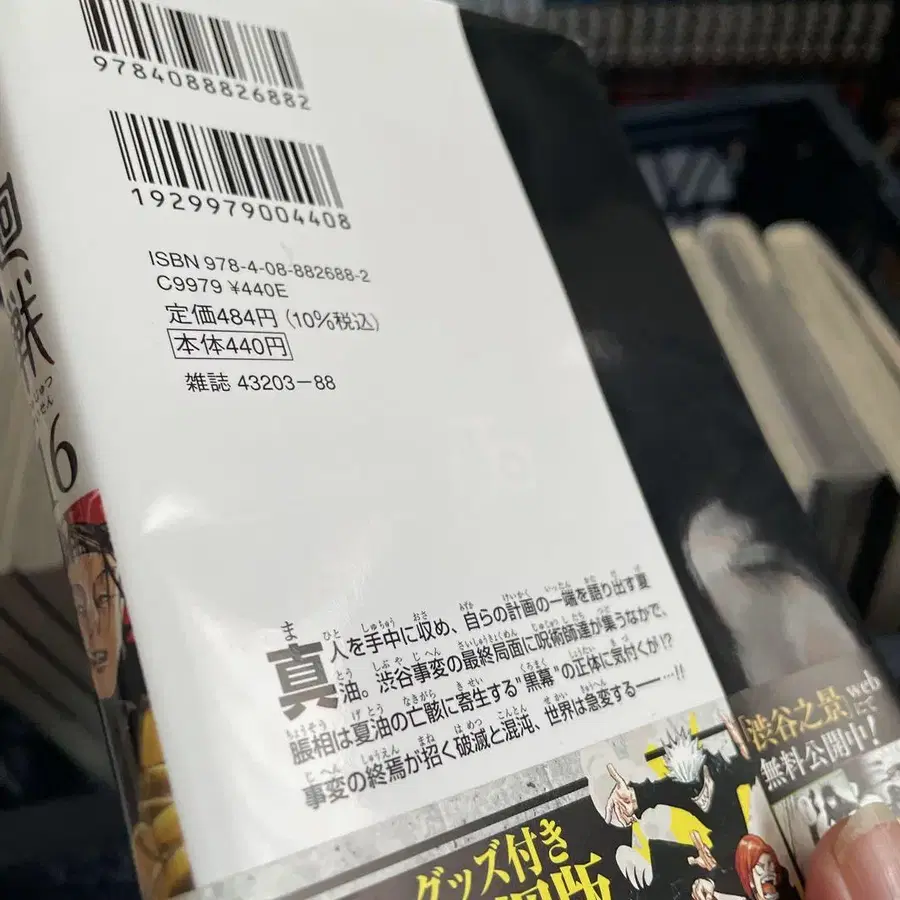 9784088826882
1929979004408
ISBN 978-4-08-882688-2
C9979 ¥440E
定価484円（10%税込）
本体440円
雑誌 43203－88
廻戦
16
真人を手中に収め、自らの計画の一端を語り出す夏
油。渋谷事変の最終局面に呪術師達が集うなかで、
脹相は夏油の亡骸に寄生する“黒幕”の正体に気付くが!?
事変の終焉が招く破滅と混沌、世界は急変する――…!!
「渋谷之景」webで
無料公開中!
グッズ付き